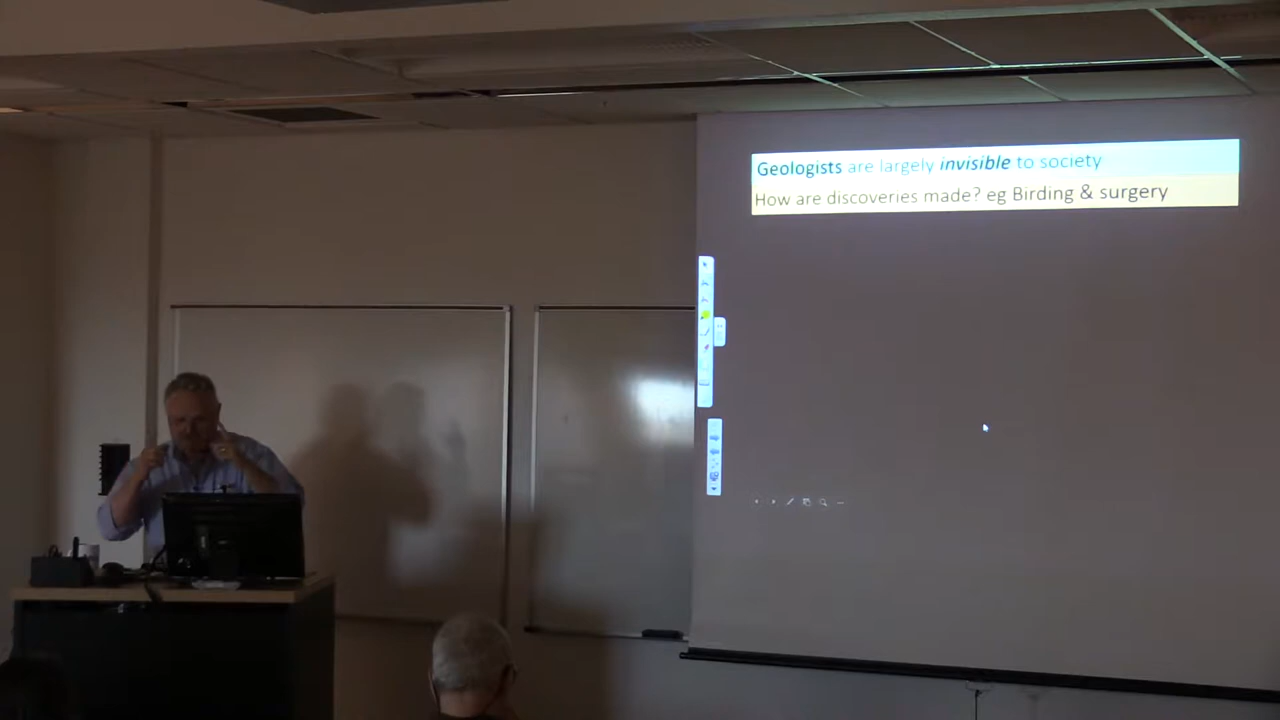 Geologists are largely invisible to society
How are discoveries made? eg Birding & surgery